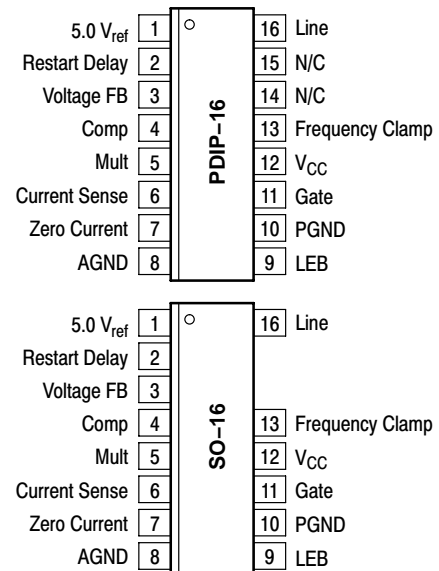 5.0 Vref 1 16 Line
Restart Delay 2 15 N/C
Voltage FB 3 14 N/C
Comp 4 13 Frequency Clamp
Mult 5 12 VCC
Current Sense 6 11 Gate
Zero Current 7 10 PGND
AGND 8 9 LEB
PDIP–16
5.0 Vref 1 16 Line
Restart Delay 2
Voltage FB 3
Comp 4 13 Frequency Clamp
Mult 5 12 VCC
Current Sense 6 11 Gate
Zero Current 7 10 PGND
AGND 8 9 LEB
SO–16